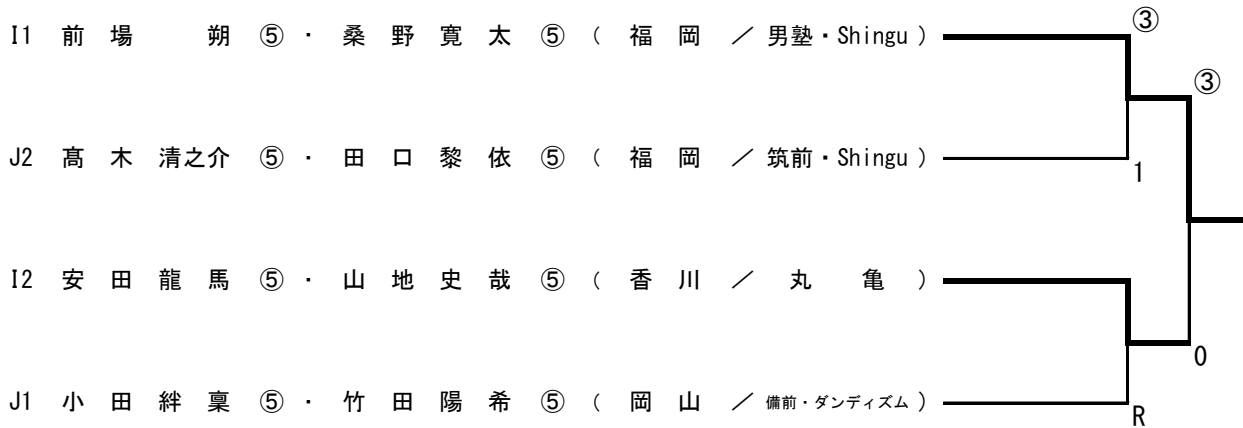 I1 前場 朔 ⑤ ・ 桑野寛太 ⑤ ( 福岡 / 男塾・Shingu )
③
③
J2 髙木 清之介 ⑤ ・ 田口黎依 ⑤ ( 福岡 / 筑前・Shingu )
1
I2 安田龍馬 ⑤ ・ 山地史哉 ⑤ ( 香川 / 丸亀 )
0
J1 小田絆稟 ⑤ ・ 竹田陽希 ⑤ ( 岡山 / 備前・ダンディズム )
R